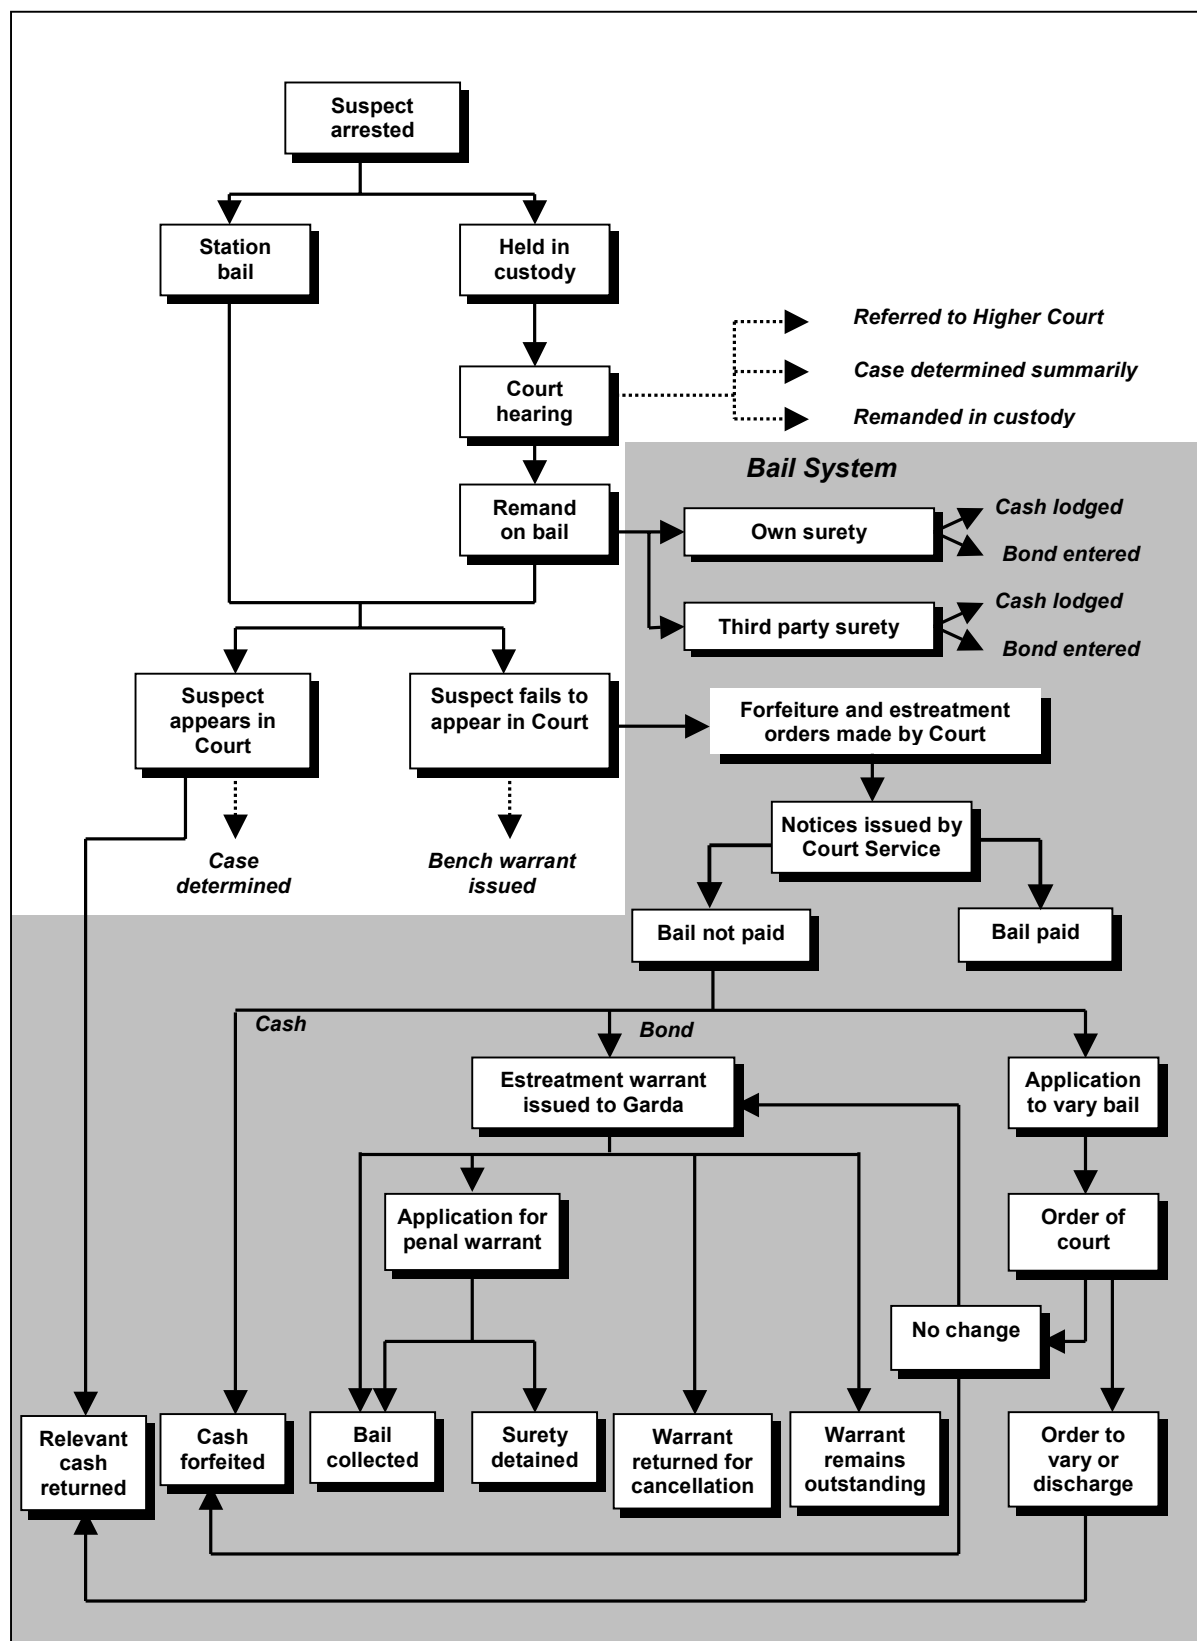 Suspect
arrested
Station
bail
Held in
custody
Referred to Higher Court
Court
hearing
Case determined summarily
Remanded in custody
Bail System
Remand
on bail
Own surety
Cash lodged
Bond entered
Third party surety
Cash lodged
Bond entered
Suspect
appears in
Court
Suspect fails to
appear in Court
Forfeiture and estreatment
orders made by Court
Notices issued by
Court Service
Case
determined
Bench warrant
issued
Bail not paid
Bail paid
Cash
Bond
Estreatment warrant
issued to Garda
Application
to vary bail
Application for
penal warrant
Order of
court
No change
Relevant
cash
returned
Cash
forfeited
Bail
collected
Surety
detained
Warrant
returned for
cancellation
Warrant
remains
outstanding
Order to
vary or
discharge